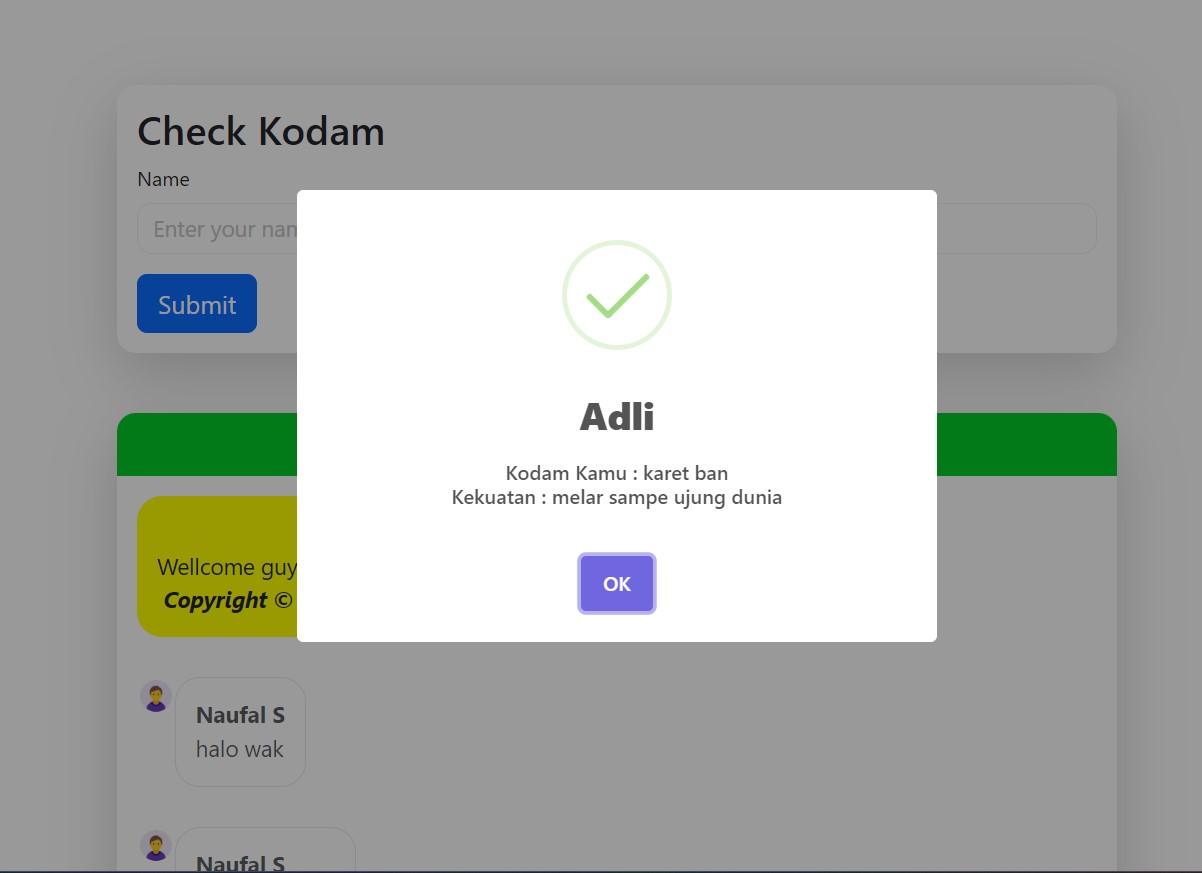 Check Kodam
Name
Enter your
Submit
Adli
Kodam Kamu : karet ban
Kekuatan : melar sampe ujung dunia
OK
Wellcome guy
Copyright ©
Naufal S
halo wak
Naufal S